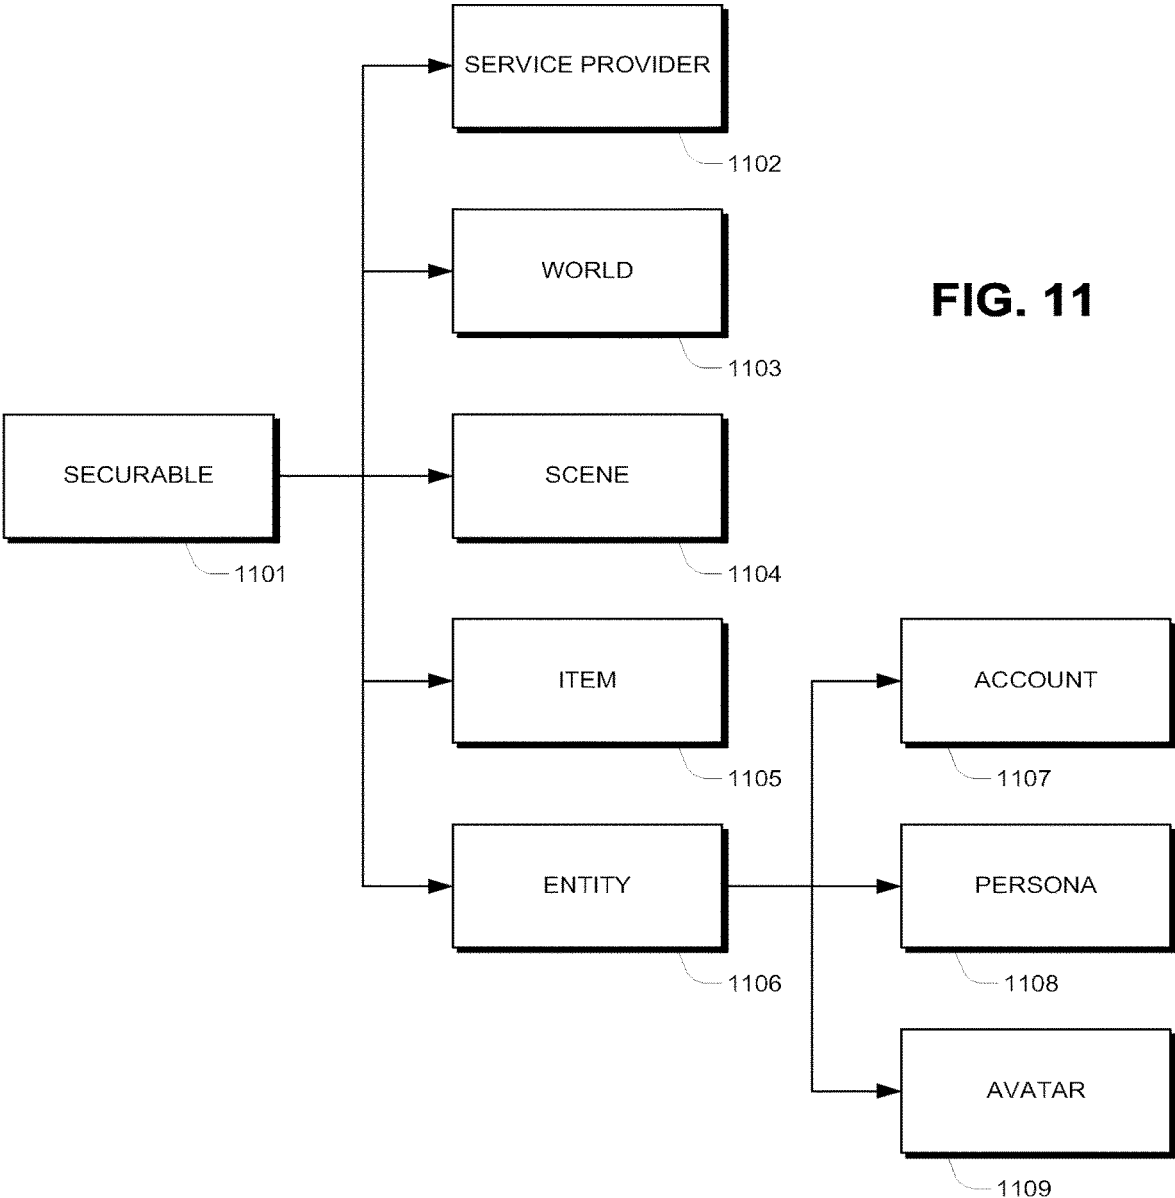 SERVICE PROVIDER
1102
WORLD
1103
FIG. 11
SECURABLE
1101
SCENE
1104
ITEM
1105
ACCOUNT
1107
ENTITY
1106
PERSONA
1108
AVATAR
1109